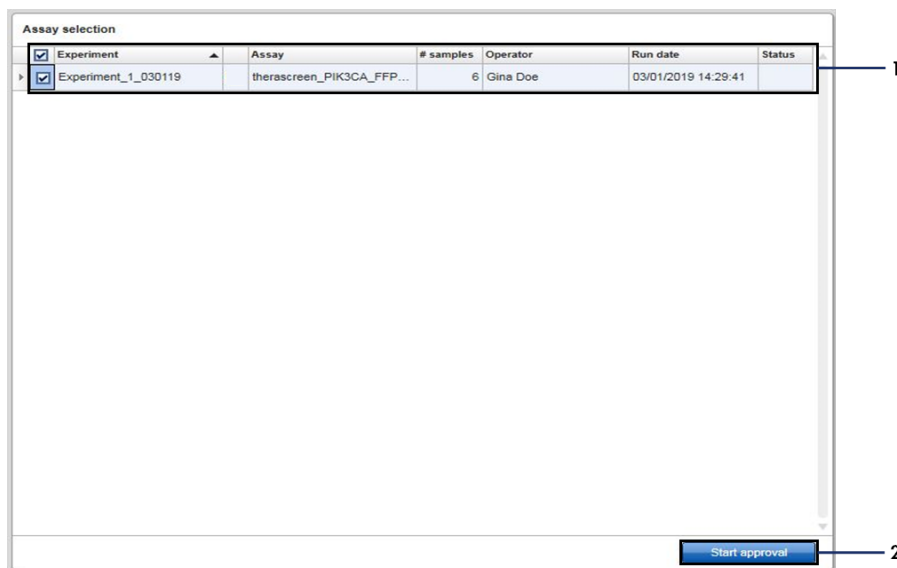 Assay selection
Experiment Assay # samples Operator Run date Status
Experiment_1_030119 therascreen_PIK3CA_FFP... 6 Gina Doe 03/01/2019 14:29:41
1
Start approval
2